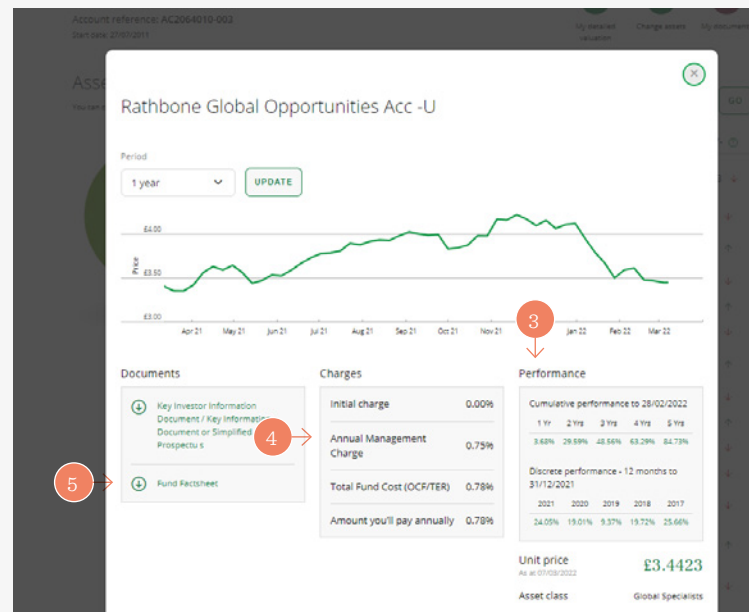 Account reference: AC2064010-003
Start date: 27/07/2011
My detailed
valuation
Change assets
My documents
Asse
You can s
GO
Rathbone Global Opportunities Acc -U
Period
1 year
UPDATE
Price
£4.00
£3.50
£3.00
Apr 21 May 21 Jun 21 Jul 21 Aug 21 Sep 21 Oct 21 Nov 21 Jan 22 Feb 22 Mar 22
3
Documents
Key Investor Information
Document / Key Information
Document or Simplified
Prospectus
5
Fund Factsheet
Charges
Initial charge 0.00%
4
Annual Management
Charge
0.75%
Total Fund Cost (OCF/TER) 0.78%
Amount you'll pay annually 0.78%
Performance
Cumulative performance to 28/02/2022
1 Yr 2 Yrs 3 Yrs 4 Yrs 5 Yrs
3.68% 29.59% 48.56% 63.29% 84.73%
Discrete performance - 12 months to
31/12/2021
2021 2020 2019 2018 2017
24.05% 19.01% 9.37% 19.72% 25.66%
Unit price
As at 07/03/2022
£3.4423
Asset class Global Specialists